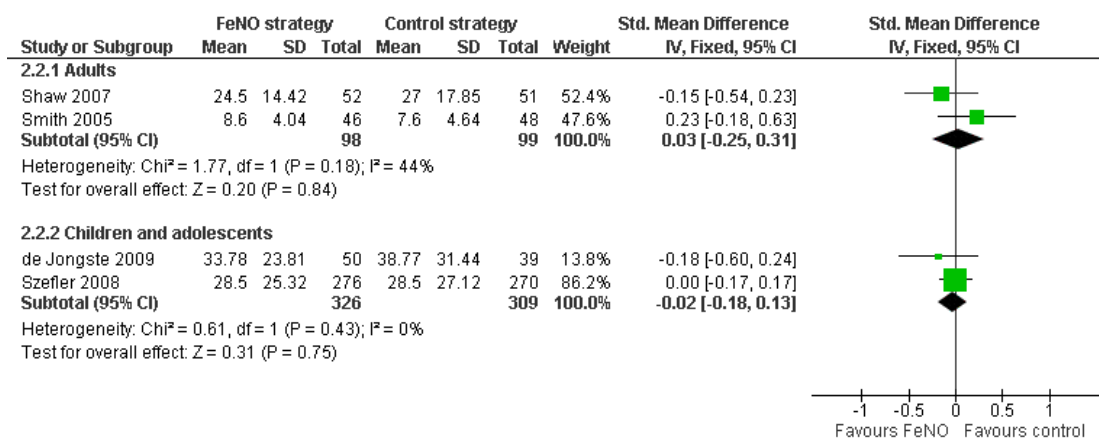 FeNO strategy Control strategy Std. Mean Difference Std. Mean Difference
Study or Subgroup Mean SD Total Mean SD Total Weight IV, Fixed, 95% CI IV, Fixed, 95% CI
2.2.1 Adults
Shaw 2007 24.5 14.42 52 27 17.85 51 52.4% -0.15 [-0.54, 0.23]
Smith 2005 8.6 4.04 46 7.6 4.64 48 47.6% 0.23 [-0.18, 0.63]
Subtotal (95% CI) 98 99 100.0% 0.03 [-0.25, 0.31]
Heterogeneity: Chi² = 1.77, df = 1 (P = 0.18); I² = 44%
Test for overall effect: Z = 0.20 (P = 0.84)
2.2.2 Children and adolescents
de Jongste 2009 33.78 23.81 50 38.77 31.44 39 13.8% -0.18 [-0.60, 0.24]
Szefler 2008 28.5 25.32 276 28.5 27.12 270 86.2% 0.00 [-0.17, 0.17]
Subtotal (95% CI) 326 309 100.0% -0.02 [-0.18, 0.13]
Heterogeneity: Chi² = 0.61, df = 1 (P = 0.43); I² = 0%
Test for overall effect: Z = 0.31 (P = 0.75)
-1 -0.5 0 0.5 1
Favours FeNO Favours control